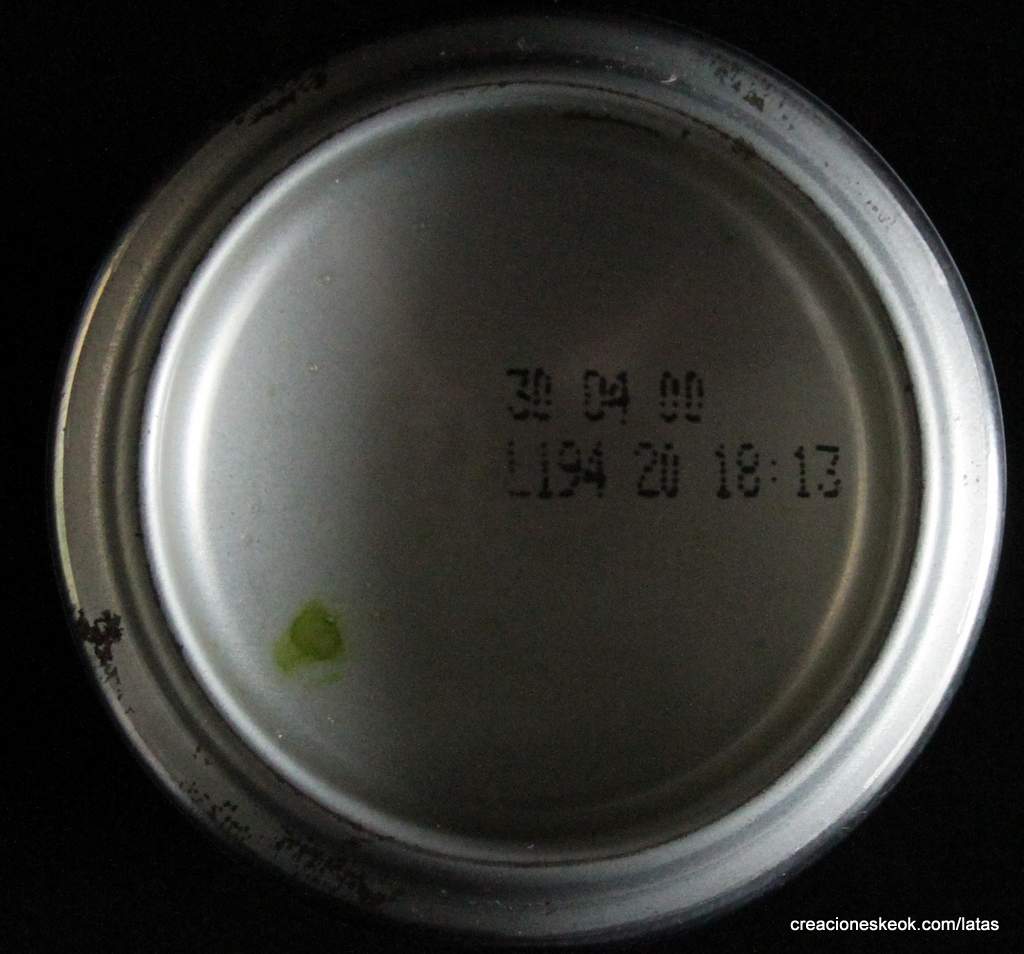 30 04 00
L194 20 18:13
creacioneskeok.com/latas